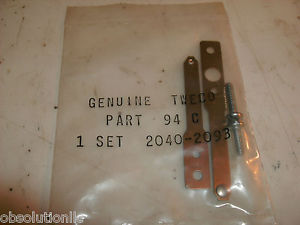 GENUINE TWECO
PART 94 C
1 SET 2040-2093
obsolutionllc